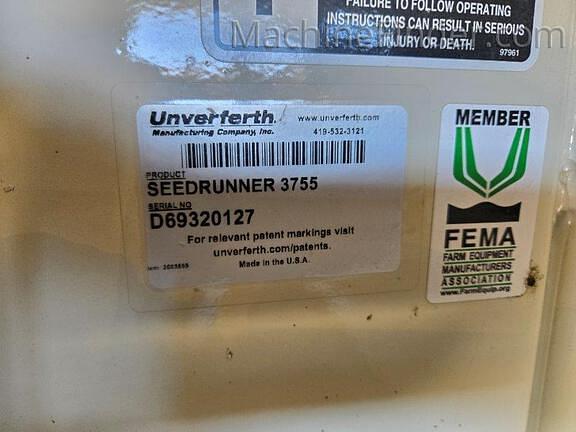 FAILURE TO FOLLOW OPERATING
INSTRUCTIONS CAN RESULT IN SERIOUS
INJURY OR DEATH.
97961
MachineFinder.com
Unverferth
Manufacturing Company, Inc.
www.unverferth.com
419-532-3121
PRODUCT
SEEDRUNNER 3755
SERIAL NO
D69320127
For relevant patent markings visit
unverferth.com/patents.
Made in the U.S.A.
MEMBER
FEMA
FARM EQUIPMENT
MANUFACTURERS
ASSOCIATION
www.FarmEquip.org